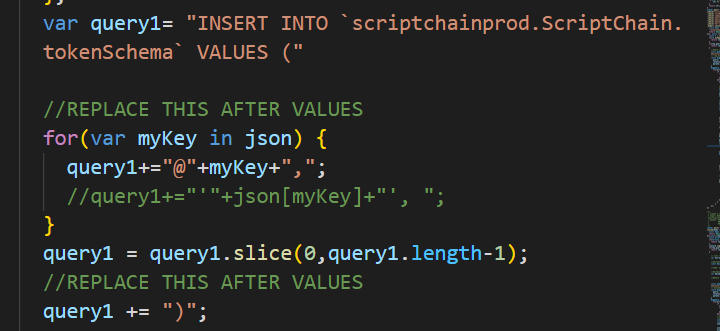 };
var query1= "INSERT INTO `scriptchainprod.ScriptChain.
tokenSchema` VALUES ("
//REPLACE THIS AFTER VALUES
for(var myKey in json) {
query1+="@"+myKey+",";
//query1+="'"+json[myKey]+"', ";
}
query1 = query1.slice(0,query1.length-1);
//REPLACE THIS AFTER VALUES
query1 += ")";